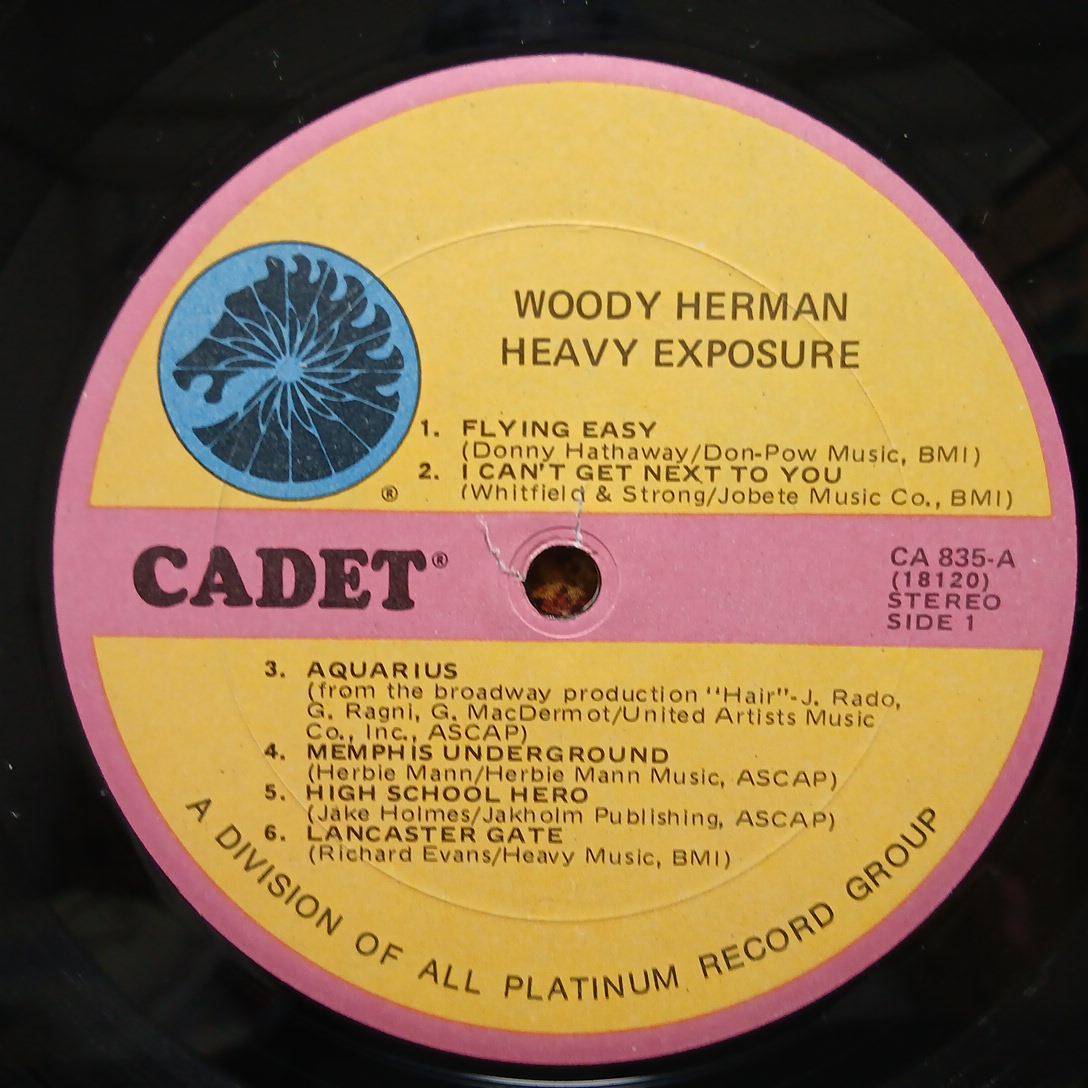 WOODY HERMAN
HEAVY EXPOSURE
1. FLYING EASY
(Donny Hathaway/Don-Pow Music, BMI)
2. I CAN'T GET NEXT TO YOU
(Whitfield & Strong/Jobete Music Co., BMI)
®
CADET®
CA 835-A
(18120)
STEREO
SIDE 1
3. AQUARIUS
(from the broadway production "Hair"-J. Rado,
G. Ragni, G. MacDermot/United Artists Music
Co., Inc., ASCAP)
4. MEMPHIS UNDERGROUND
(Herbie Mann/Herbie Mann Music, ASCAP)
5. HIGH SCHOOL HERO
(Jake Holmes/Jakholm Publishing, ASCAP)
6. LANCASTER GATE
(Richard Evans/Heavy Music, BMI)
A DIVISION OF ALL PLATINUM RECORD GROUP